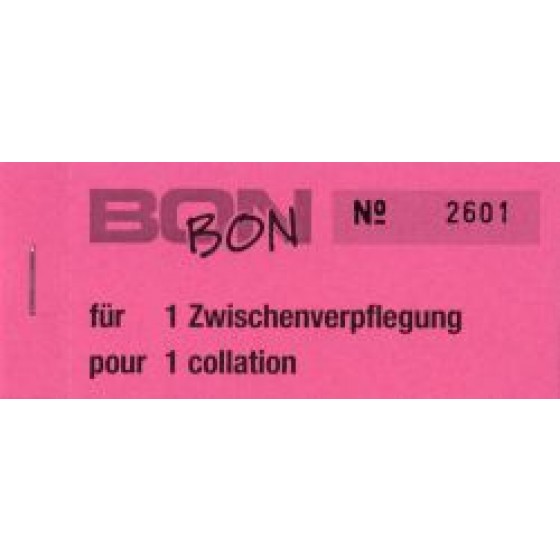 BON BON Nº 2601
für 1 Zwischenverpflegung
pour 1 collation